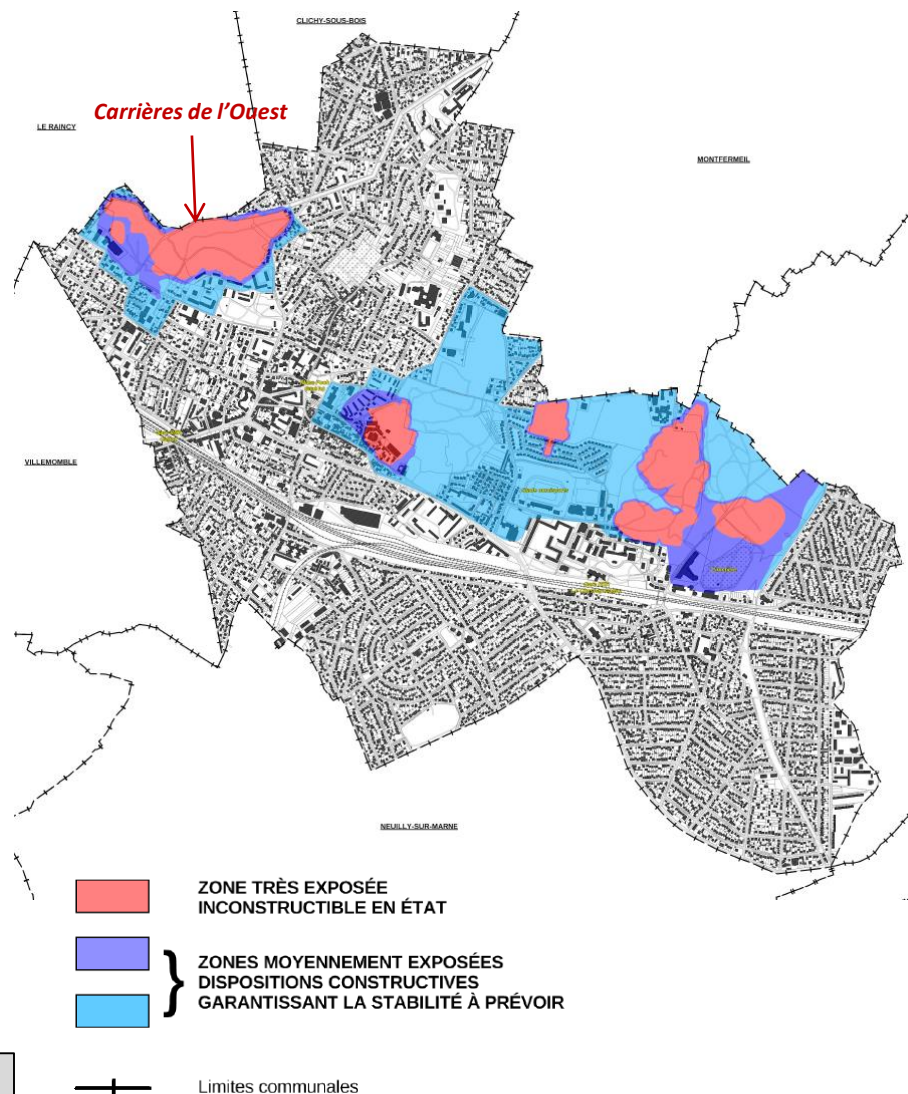 CLICHY-SOUS-BOIS
Carrières de l'Ouest
LE RAINCY
MONTFERMEIL
VILLEMOMBLE
NEUILLY-SUR-MARNE
ZONE TRÈS EXPOSÉE
INCONSTRUCTIBLE EN ÉTAT
ZONES MOYENNEMENT EXPOSÉES
DISPOSITIONS CONSTRUCTIVES
GARANTISSANT LA STABILITÉ À PRÉVOIR
Limites communales